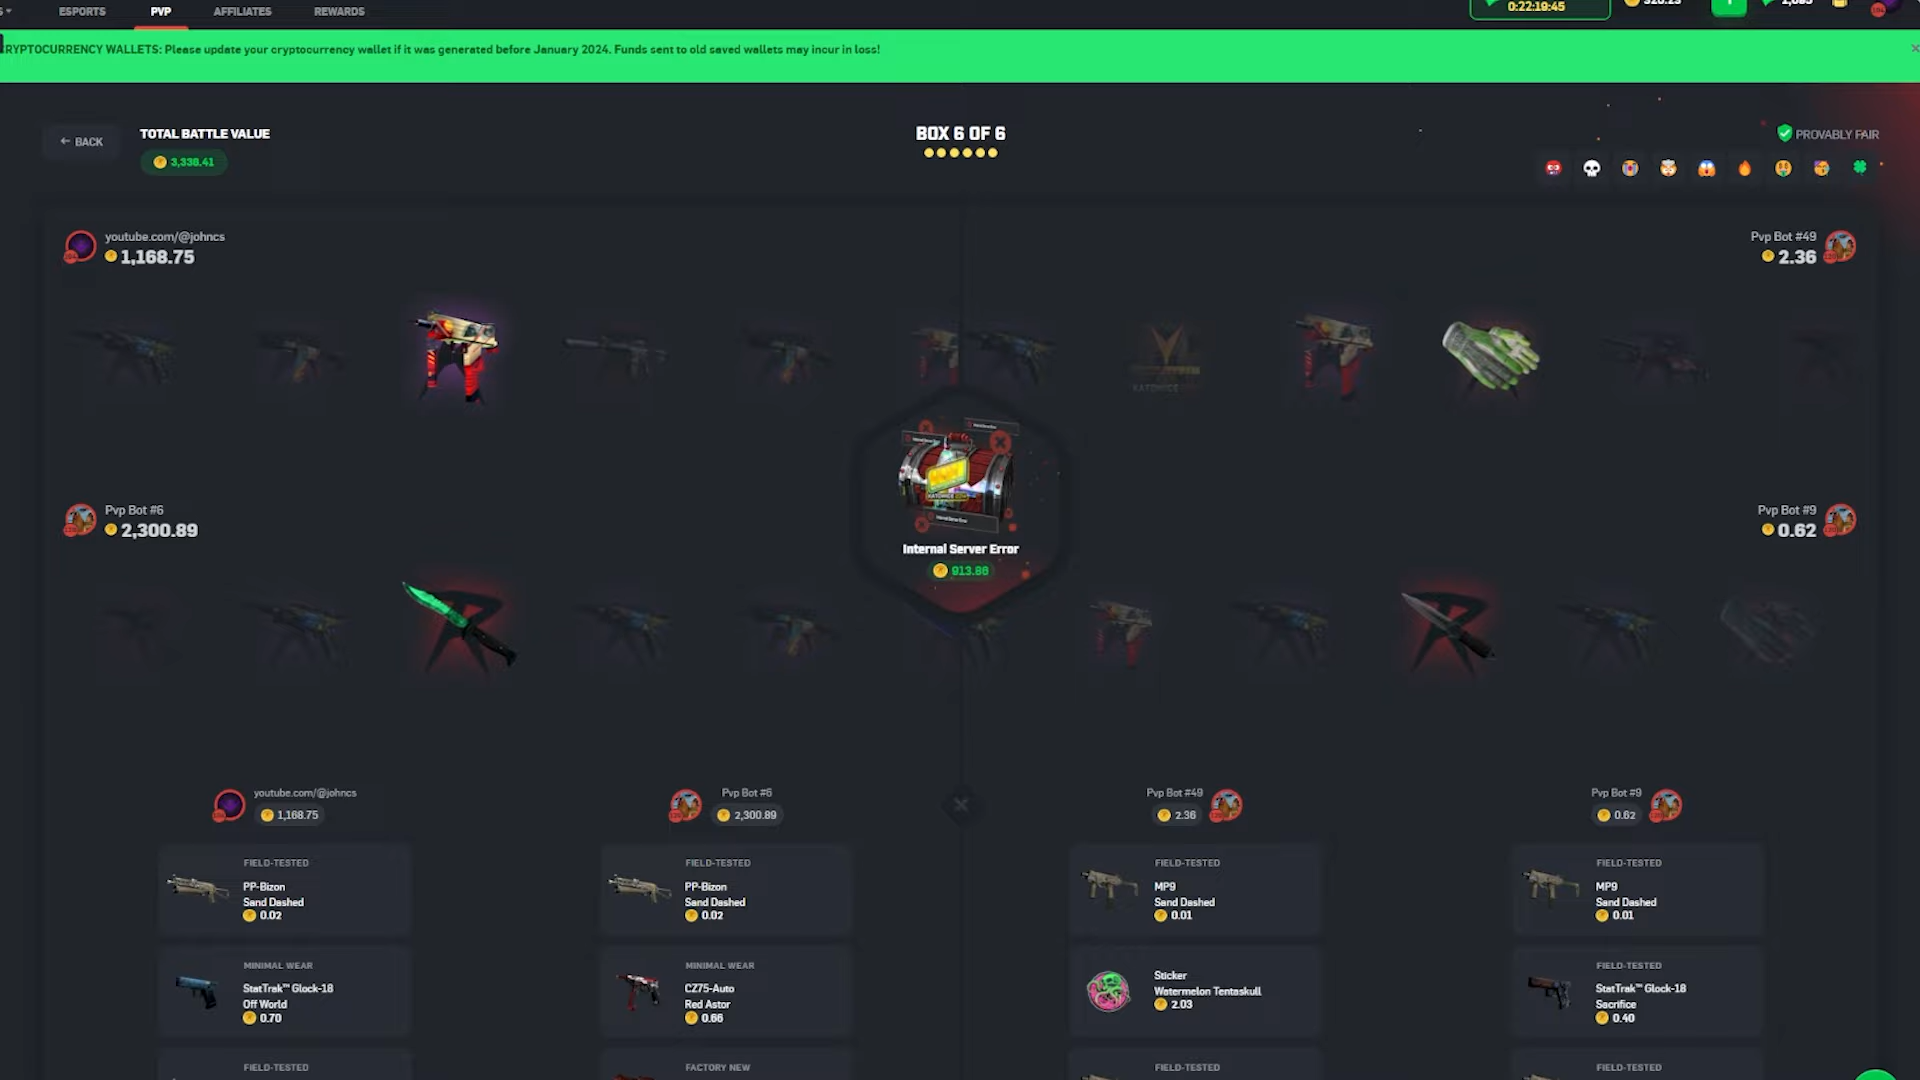 ESPORTS
PVP
AFFILIATES
REWARDS
0:22:19:45
RYPTOCURRENCY WALLETS: Please update your cryptocurrency wallet if it was generated before January 2024. Funds sent to old saved wallets may incur in loss!
← BACK
TOTAL BATTLE VALUE
3,338.41
BOX 6 OF 6
PROVABLY FAIR
youtube.com/@johncs
1,168.75
Pvp Bot #49
2.36
KATOWICE
Internal Server Error
913.86
Pvp Bot #6
2,300.89
Pvp Bot #9
0.62
youtube.com/@johncs
1,168.75
Pvp Bot #6
2,300.89
Pvp Bot #49
2.36
Pvp Bot #9
0.62
FIELD-TESTED
PP-Bizon
Sand Dashed
0.02
FIELD-TESTED
PP-Bizon
Sand Dashed
0.02
FIELD-TESTED
MP9
Sand Dashed
0.01
FIELD-TESTED
MP9
Sand Dashed
0.01
MINIMAL WEAR
StatTrak™ Glock-18
Off World
0.70
MINIMAL WEAR
CZ75-Auto
Red Astor
0.66
Sticker
Watermelon Tentaskull
2.03
FIELD-TESTED
StatTrak™ Glock-18
Sacrifice
0.40
FIELD-TESTED
FACTORY NEW
FIELD-TESTED
FIELD-TESTED